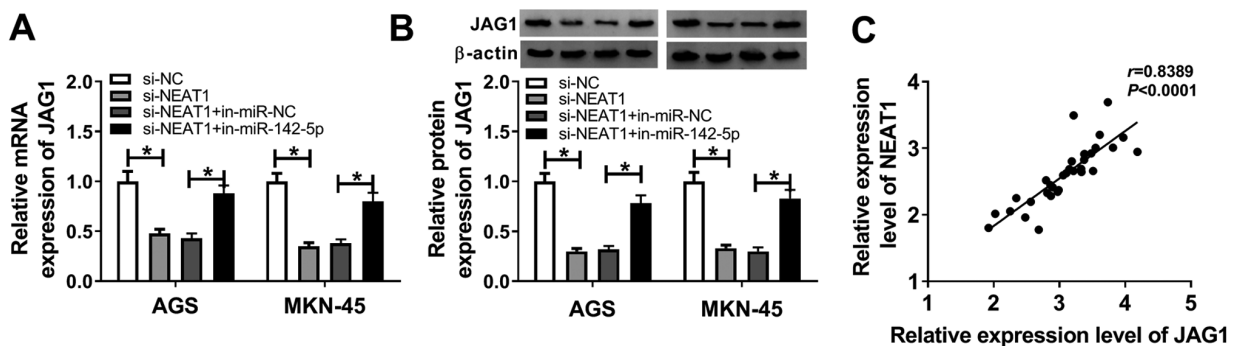 A
Relative mRNA
expression of JAG1
2.0
1.5
1.0
0.5
0.0
si-NC
si-NEAT1
si-NEAT1+in-miR-NC
si-NEAT1+in-miR-142-5p
*
*
*
*
AGS
MKN-45
B
JAG1
β-actin
Relative protein
expression of JAG1
2.0
1.5
1.0
0.5
0.0
si-NC
si-NEAT1
si-NEAT1+in-miR-NC
si-NEAT1+in-miR-142-5p
*
*
*
*
AGS
MKN-45
C
Relative expression
level of NEAT1
4
3
2
1
r=0.8389
P<0.0001
1 2 3 4 5
Relative expression level of JAG1